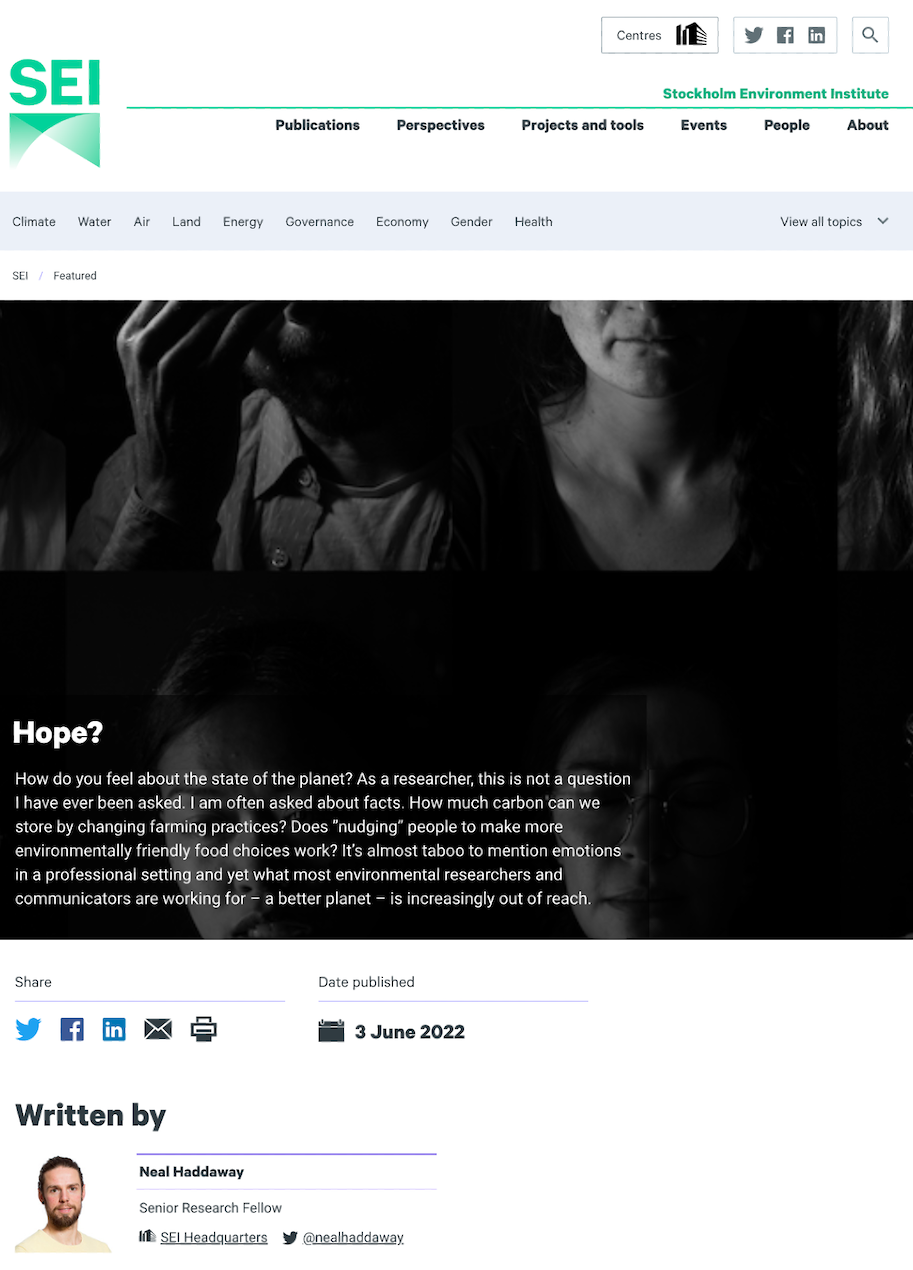 Centres
SEI
Stockholm Environment Institute
Publications Perspectives Projects and tools Events People About
Climate Water Air Land Energy Governance Economy Gender Health View all topics
SEI / Featured
Hope?
How do you feel about the state of the planet? As a researcher, this is not a question
I have ever been asked. I am often asked about facts. How much carbon can we
store by changing farming practices? Does ”nudging” people to make more
environmentally friendly food choices work? It’s almost taboo to mention emotions
in a professional setting and yet what most environmental researchers and
communicators are working for – a better planet – is increasingly out of reach.
Share Date published
3 June 2022
Written by
Neal Haddaway
Senior Research Fellow
SEI Headquarters @nealhaddaway